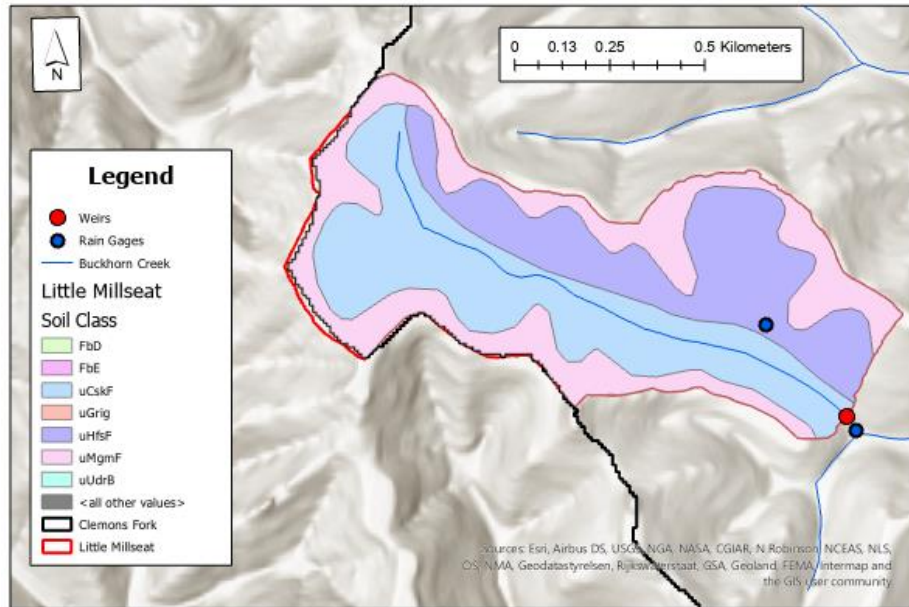 N
0 0.13 0.25 0.5 Kilometers
Legend
Weirs
Rain Gages
Buckhorn Creek
Little Millseat
Soil Class
FbD
FbE
uCskF
uGrig
uHfsF
uMgmF
uUdrB
<all other values>
Clemons Fork
Little Millseat
Sources: Esri, Airbus DS, USGS, NGA, NASA, CGIAR, N Robinson, NCEAS, NLS,
OS, NMA, Geodatastyrelsen, Rijkswaterstaat, GSA, Geoland, FEMA, Intermap and
the GIS user community